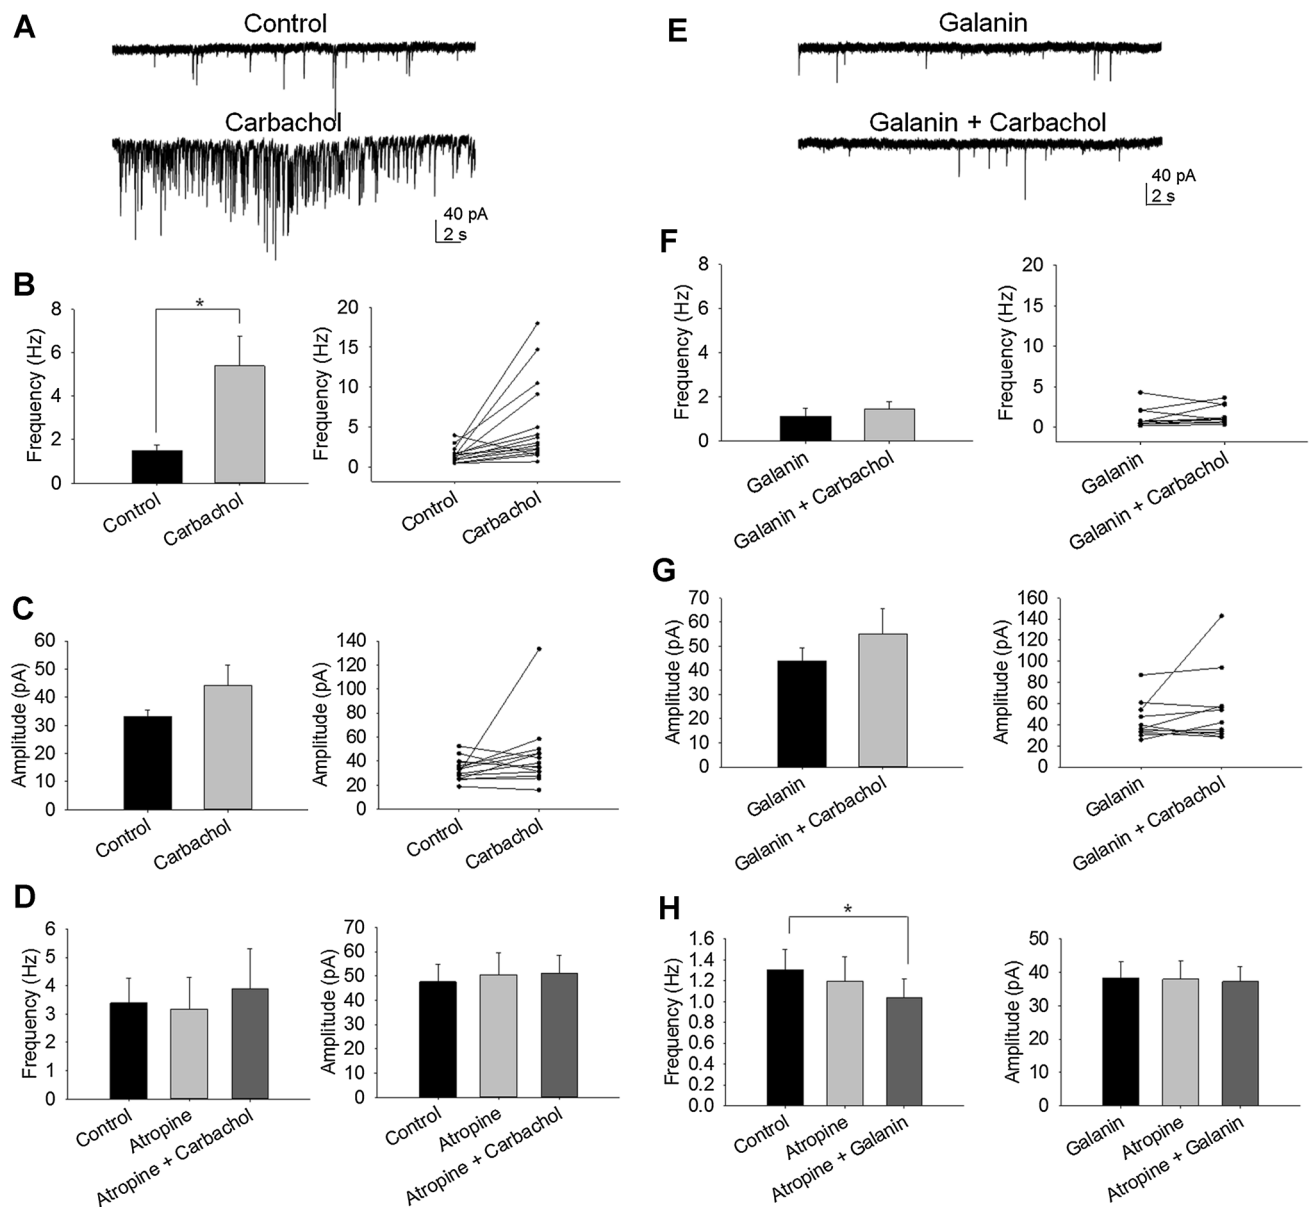 A
Control
Carbachol
40 pA
2 s
B
8
6
4
2
0
Frequency (Hz)
*
Control
Carbachol
20
15
10
5
0
Frequency (Hz)
Control
Carbachol
C
60
50
40
30
20
10
0
Amplitude (pA)
Control
Carbachol
140
120
100
80
60
40
20
0
Amplitude (pA)
Control
Carbachol
D
6
5
4
3
2
1
0
Frequency (Hz)
Control
Atropine
Atropine + Carbachol
70
60
50
40
30
20
10
0
Amplitude (pA)
Control
Atropine
Atropine + Carbachol
E
Galanin
Galanin + Carbachol
40 pA
2 s
F
8
6
4
2
0
Frequency (Hz)
Galanin
Galanin + Carbachol
20
15
10
5
0
Frequency (Hz)
Galanin
Galanin + Carbachol
G
70
60
50
40
30
20
10
0
Amplitude (pA)
Galanin
Galanin + Carbachol
160
140
120
100
80
60
40
20
0
Amplitude (pA)
Galanin
Galanin + Carbachol
H
1.6
1.4
1.2
1.0
0.8
0.6
0.4
0.2
0.0
Frequency (Hz)
*
Control
Atropine
Atropine + Galanin
50
40
30
20
10
0
Amplitude (pA)
Galanin
Atropine
Atropine + Galanin